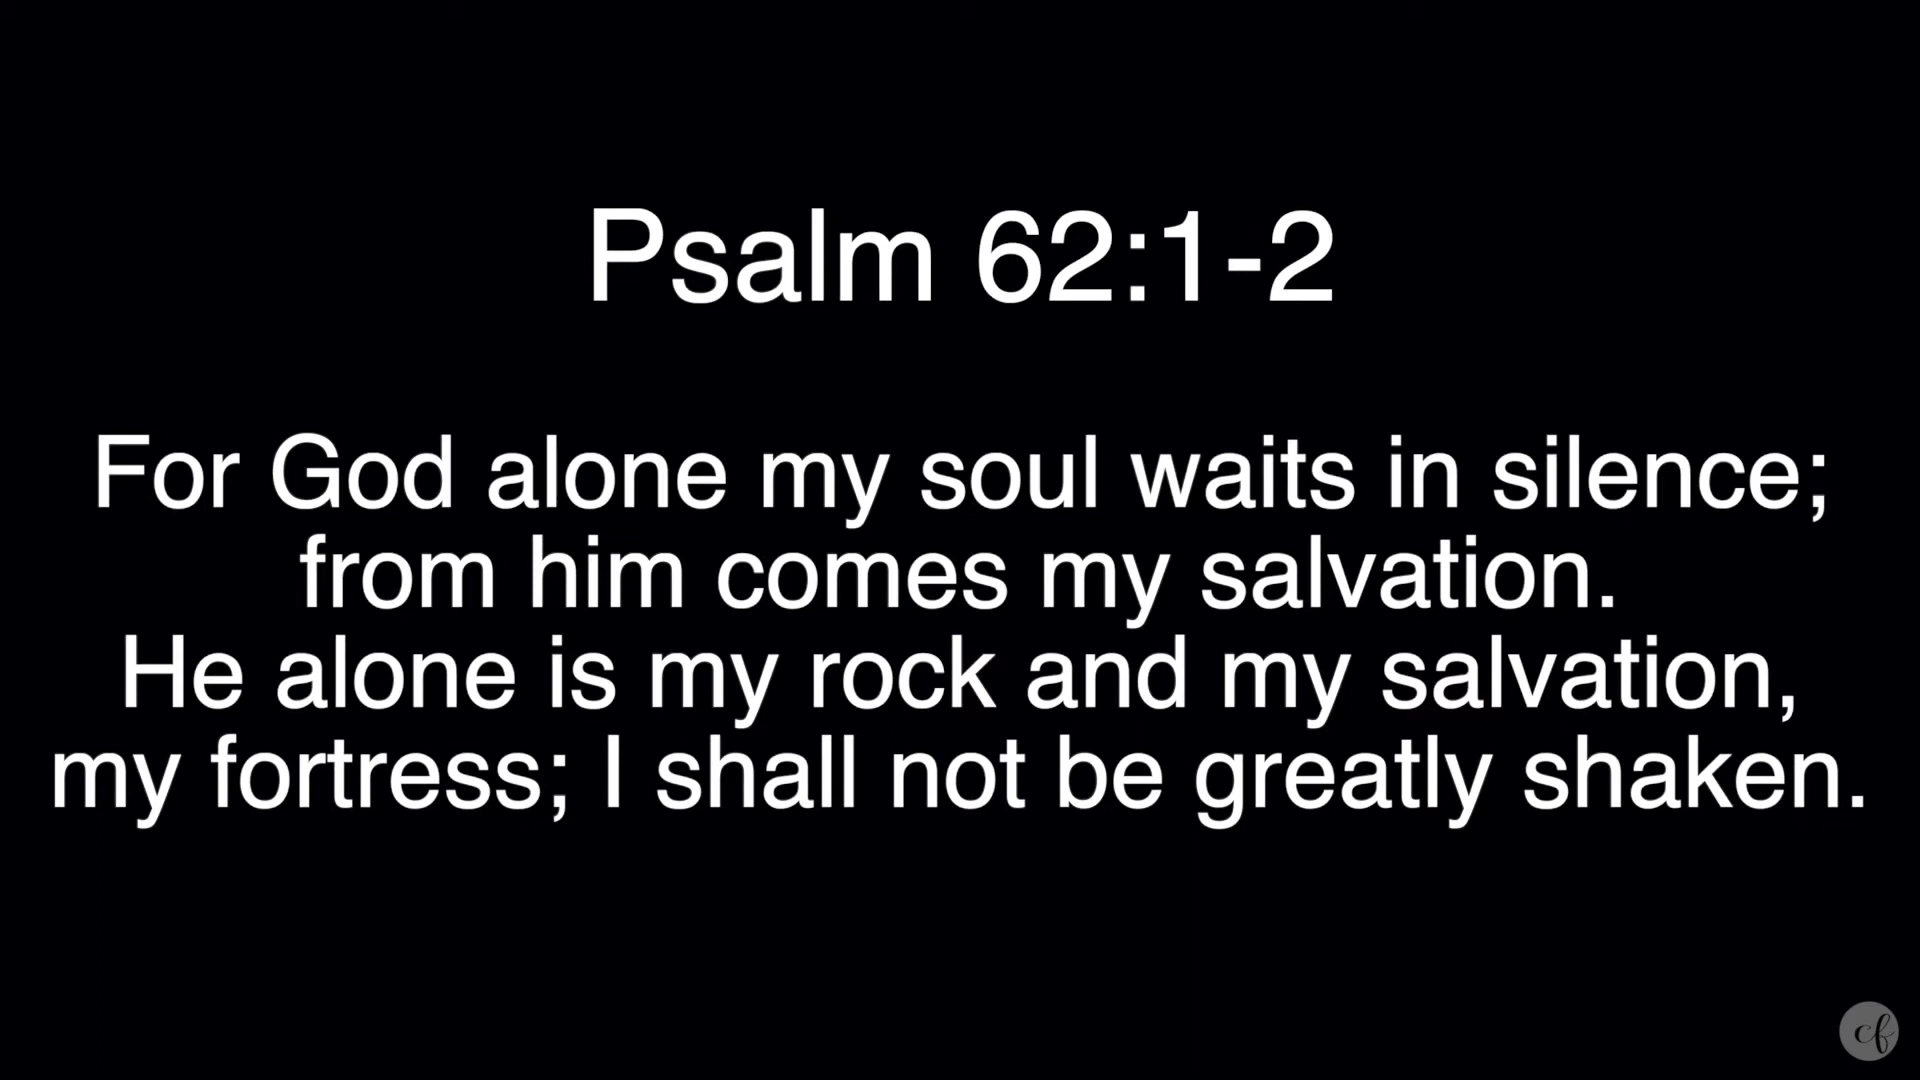 Psalm 62:1-2
For God alone my soul waits in silence;
from him comes my salvation.
He alone is my rock and my salvation,
my fortress; I shall not be greatly shaken.
cf